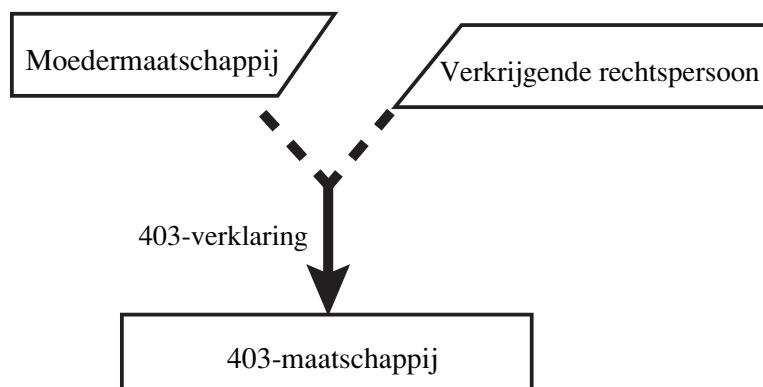 Moedermaatschappij
Verkrijgende rechtspersoon
403-verklaring
403-maatschappij